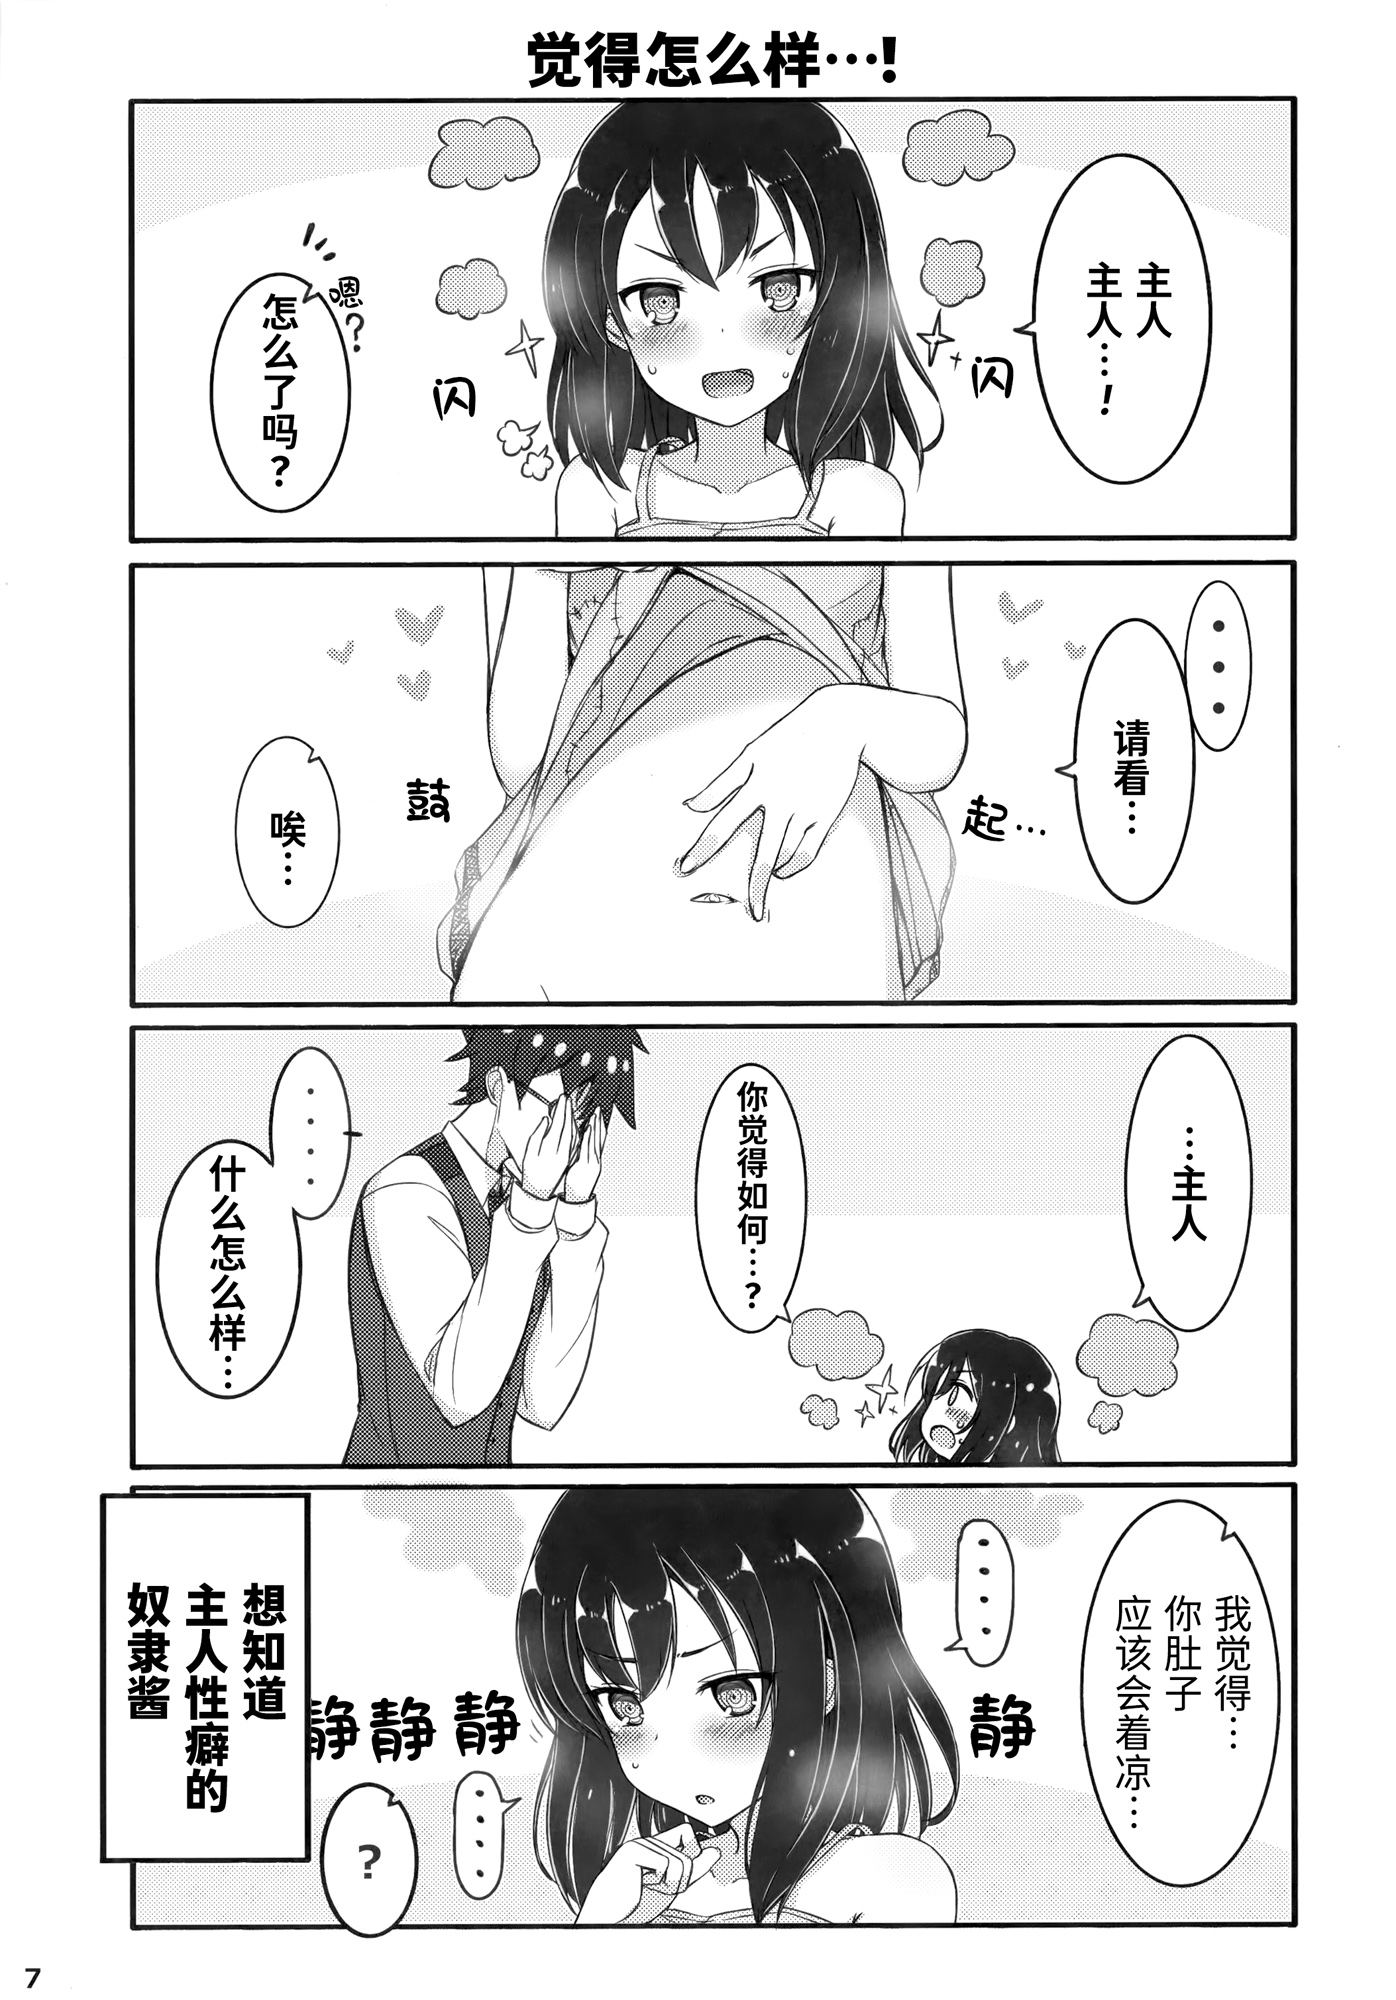 觉得怎么样…!
主人
主人…!
闪
闪
嗯？
怎么了吗？
•••
请看…
起…
鼓
唉…
…主人
你觉得如何…？
••••
什么怎么样…
我觉得…
你肚子
应该会着凉…
••••
静
静
静
静
••••
？
想知道
主人性癖的
奴隶酱
7